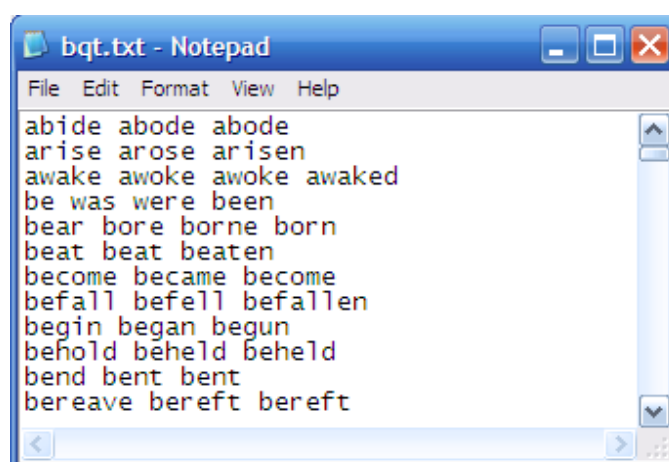 bqt.txt - Notepad
File Edit Format View Help
abide abode abode
arise arose arisen
awake awoke awoke awaked
be was were been
bear bore borne born
beat beat beaten
become became become
befall befell befallen
begin began begun
behold beheld beheld
bend bent bent
bereave bereft bereft